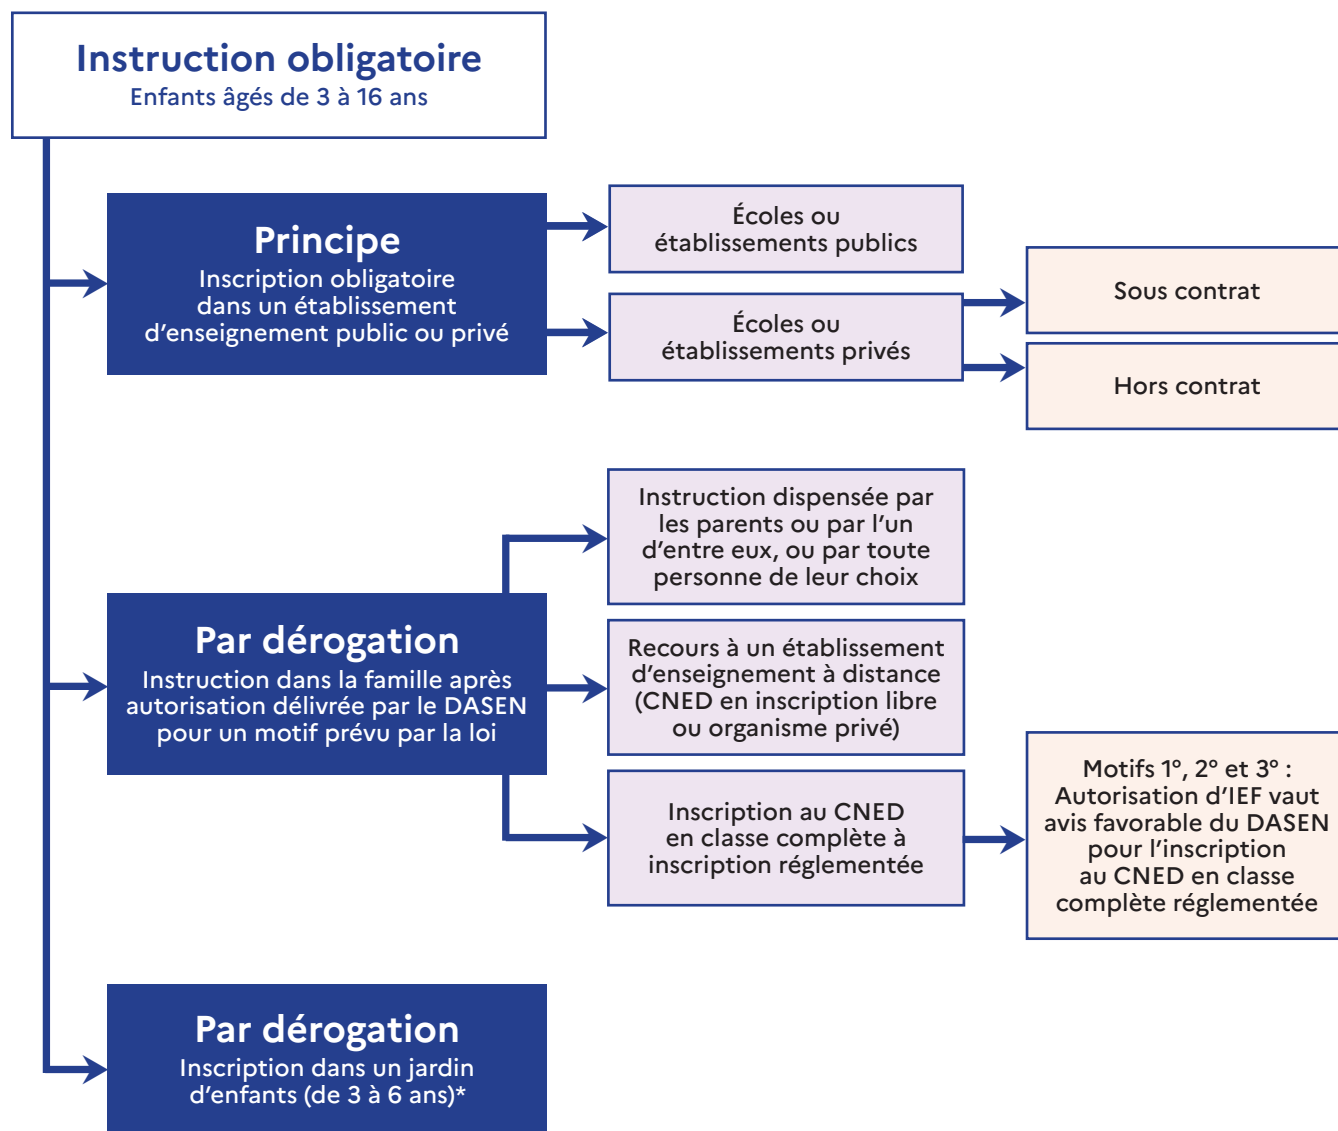 Instruction obligatoire
Enfants âgés de 3 à 16 ans
Principe
Inscription obligatoire
dans un établissement
d’enseignement public ou privé
Écoles ou
établissements publics
Écoles ou
établissements privés
Sous contrat
Hors contrat
Par dérogation
Instruction dans la famille après
autorisation délivrée par le DASEN
pour un motif prévu par la loi
Instruction dispensée par
les parents ou par l’un
d’entre eux, ou par toute
personne de leur choix
Recours à un établissement
d’enseignement à distance
(CNED en inscription libre
ou organisme privé)
Inscription au CNED
en classe complète à
inscription réglementée
Motifs 1°, 2° et 3° :
Autorisation d’IEF vaut
avis favorable du DASEN
pour l’inscription
au CNED en classe
complète réglementée
Par dérogation
Inscription dans un jardin
d’enfants (de 3 à 6 ans)*